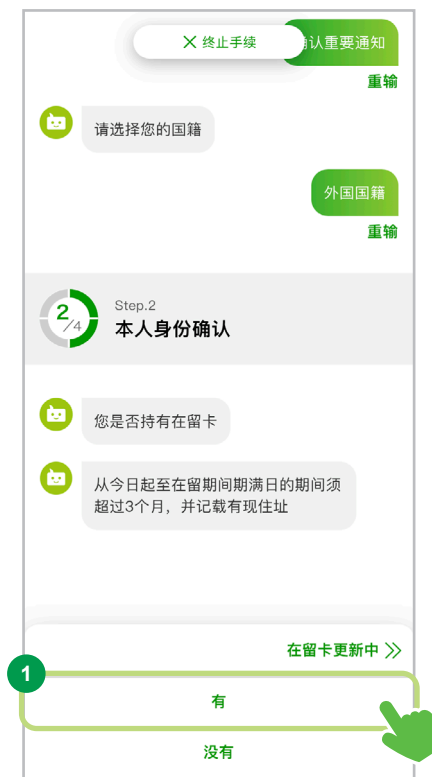 终止手续
认重要通知
重输
请选择您的国籍
外国国籍
重输
2/4
Step.2
本人身份确认
您是否持有在留卡
从今日起至在留期间期满日的期间须
超过3个月，并记载有现住址
在留卡更新中
1
有
没有